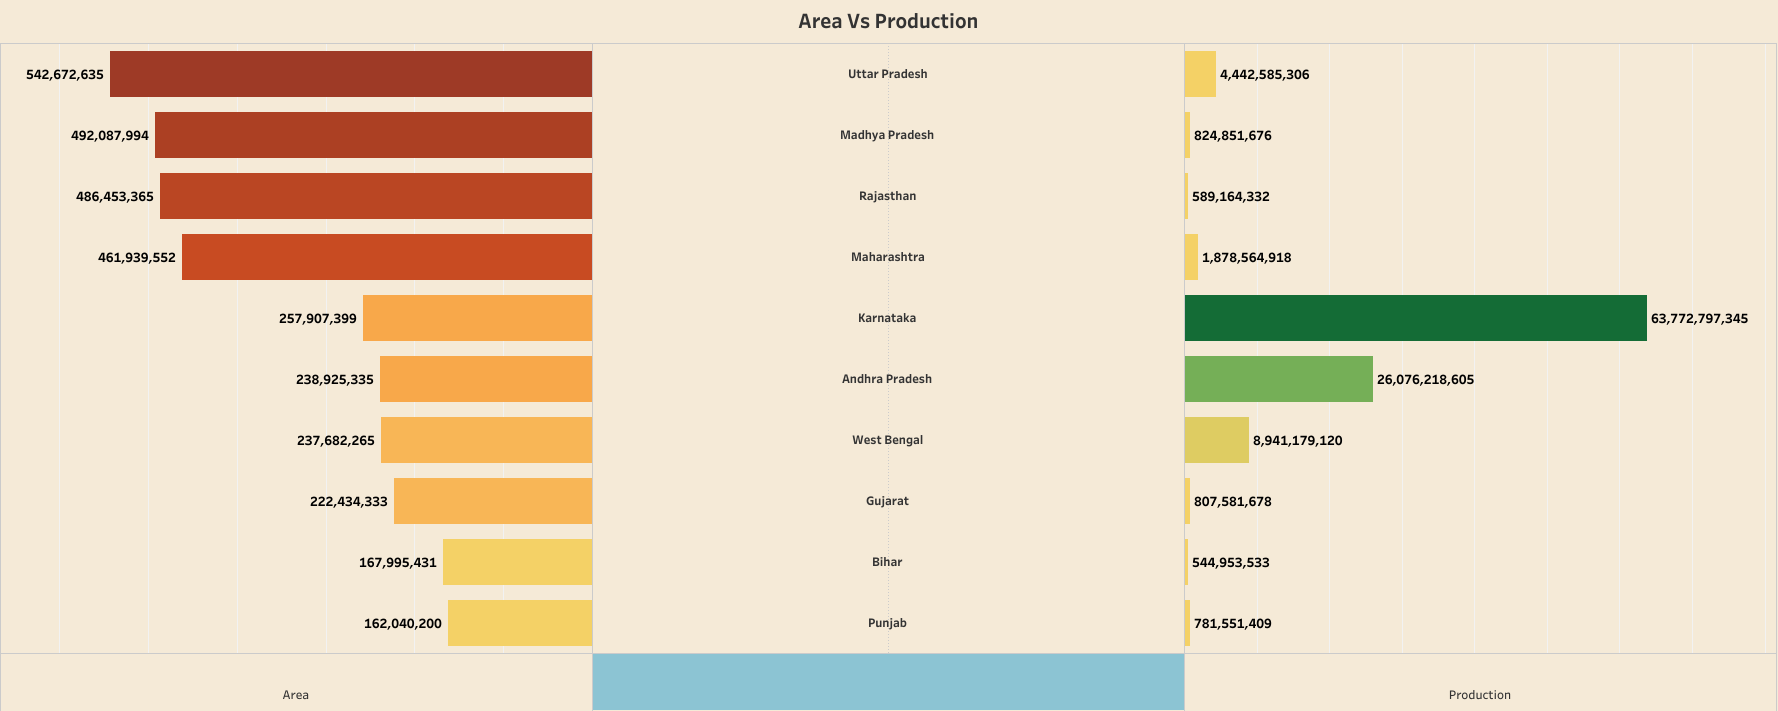 Area Vs Production
542,672,635 Uttar Pradesh 4,442,585,306
492,087,994 Madhya Pradesh 824,851,676
486,453,365 Rajasthan 589,164,332
461,939,552 Maharashtra 1,878,564,918
257,907,399 Karnataka 63,772,797,345
238,925,335 Andhra Pradesh 26,076,218,605
237,682,265 West Bengal 8,941,179,120
222,434,333 Gujarat 807,581,678
167,995,431 Bihar 544,953,533
162,040,200 Punjab 781,551,409
Area Production